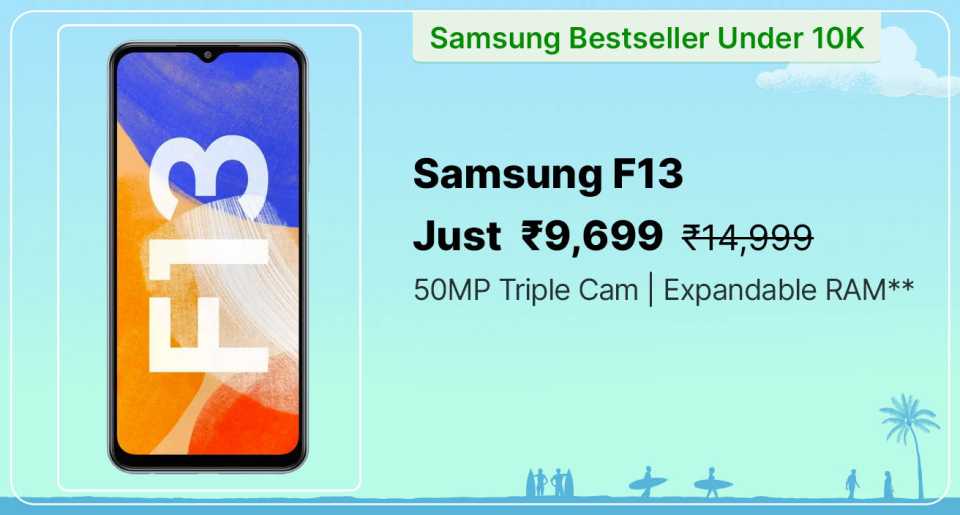 Samsung Bestseller Under 10K
F13
Samsung F13
Just ₹9,699 ₹14,999
50MP Triple Cam | Expandable RAM**